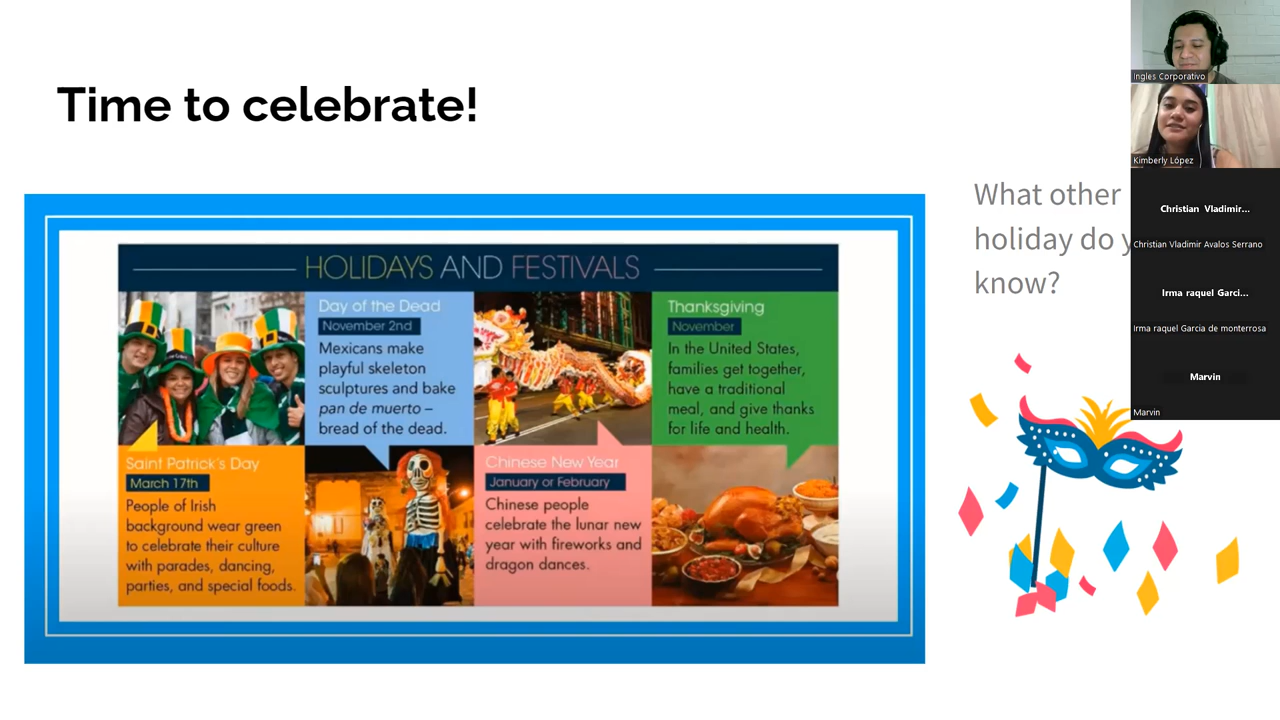 Time to celebrate!
HOLIDAYS AND FESTIVALS
Day of the Dead
November 2nd
Mexicans make
playful skeleton
sculptures and bake
pan de muerto –
bread of the dead.
Thanksgiving
November
In the United States,
families get together,
have a traditional
meal, and give thanks
for life and health.
Saint Patrick's Day
March 17th
People of Irish
background wear green
to celebrate their culture
with parades, dancing,
parties, and special foods.
Chinese New Year
January or February
Chinese people
celebrate the lunar new
year with fireworks and
dragon dances.
What other
holiday do y
know?
Ingles Corporativo
Kimberly López
Christian Vladimir...
Christian Vladimir Avalos Serrano
Irma raquel Garci...
Irma raquel Garcia de monterrosa
Marvin
Marvin